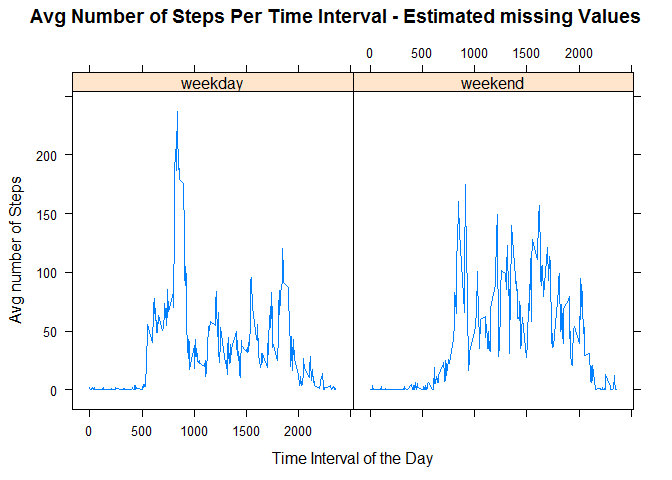 Avg Number of Steps Per Time Interval - Estimated missing Values
0 500 1000 1500 2000
weekday weekend
200
150
100
50
0
Avg number of Steps
0 500 1000 1500 2000
Time Interval of the Day